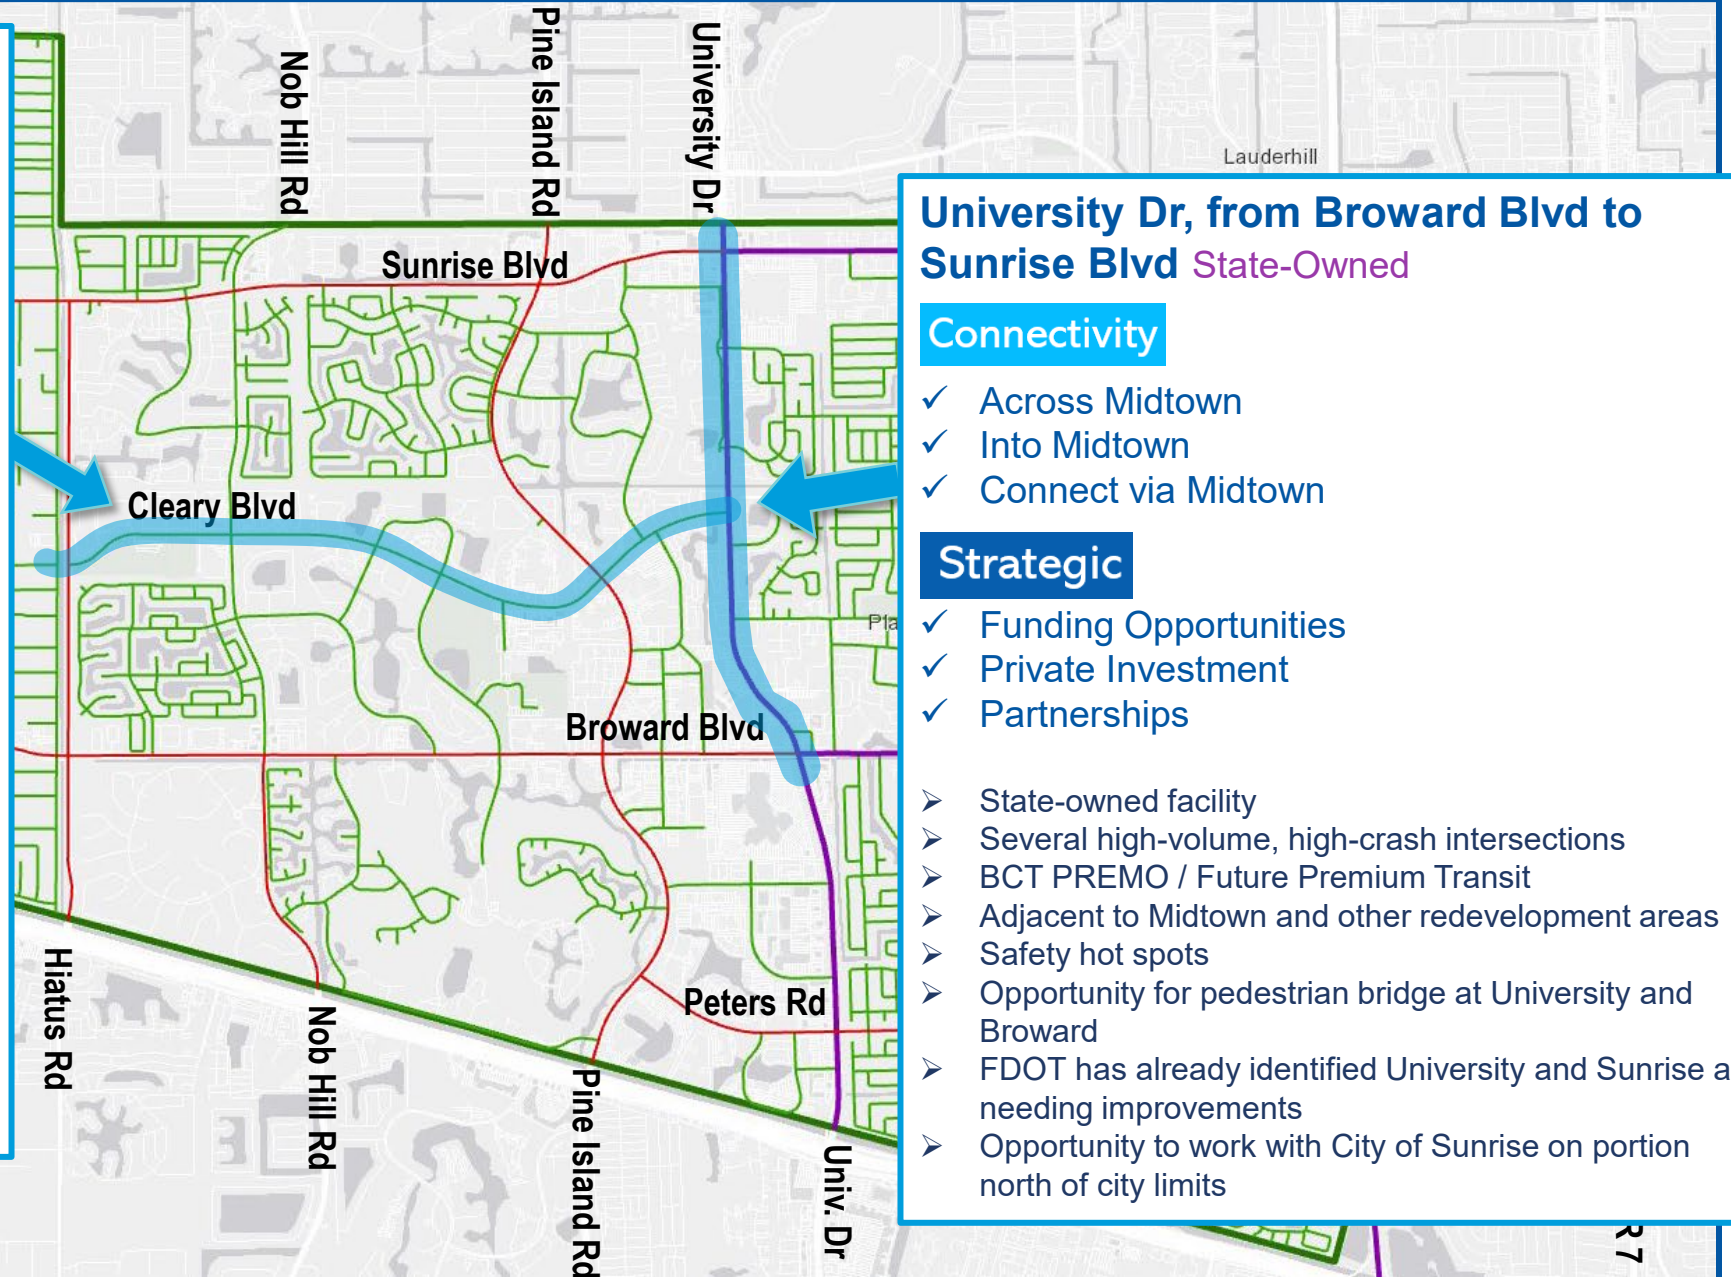 Nob Hill Rd
Pine Island Rd
University Dr
Lauderhill
Sunrise Blvd
Cleary Blvd
Broward Blvd
Peters Rd
Hiatus Rd
Nob Hill Rd
Pine Island Rd
Univ. Dr
University Dr, from Broward Blvd to
Sunrise Blvd State-Owned
Connectivity
✓ Across Midtown
✓ Into Midtown
✓ Connect via Midtown
Strategic
✓ Funding Opportunities
✓ Private Investment
✓ Partnerships
➢ State-owned facility
➢ Several high-volume, high-crash intersections
➢ BCT PREMO / Future Premium Transit
➢ Adjacent to Midtown and other redevelopment areas
➢ Safety hot spots
➢ Opportunity for pedestrian bridge at University and
Broward
➢ FDOT has already identified University and Sunrise a
needing improvements
➢ Opportunity to work with City of Sunrise on portion
north of city limits